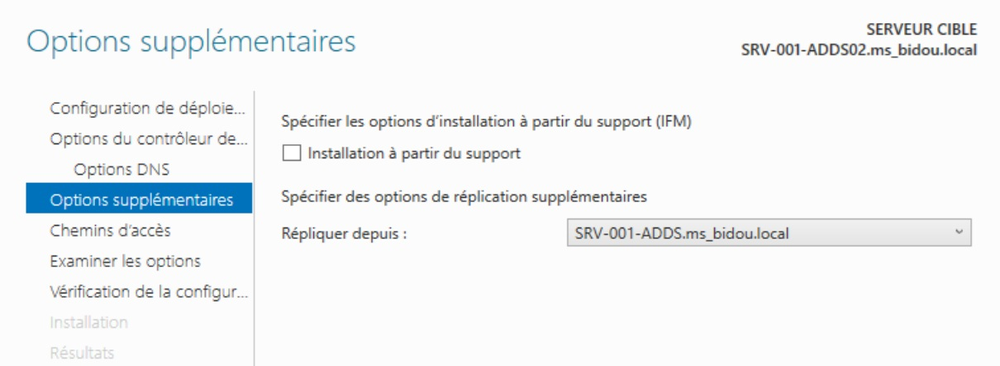 Options supplémentaires
SERVEUR CIBLE
SRV-001-ADDS02.ms_bidou.local
Configuration de déploie...
Options du contrôleur de...
Options DNS
Options supplémentaires
Chemins d'accès
Examiner les options
Vérification de la configur...
Installation
Résultats
Spécifier les options d'installation à partir du support (IFM)
Installation à partir du support
Spécifier des options de réplication supplémentaires
Répliquer depuis : SRV-001-ADDS.ms_bidou.local